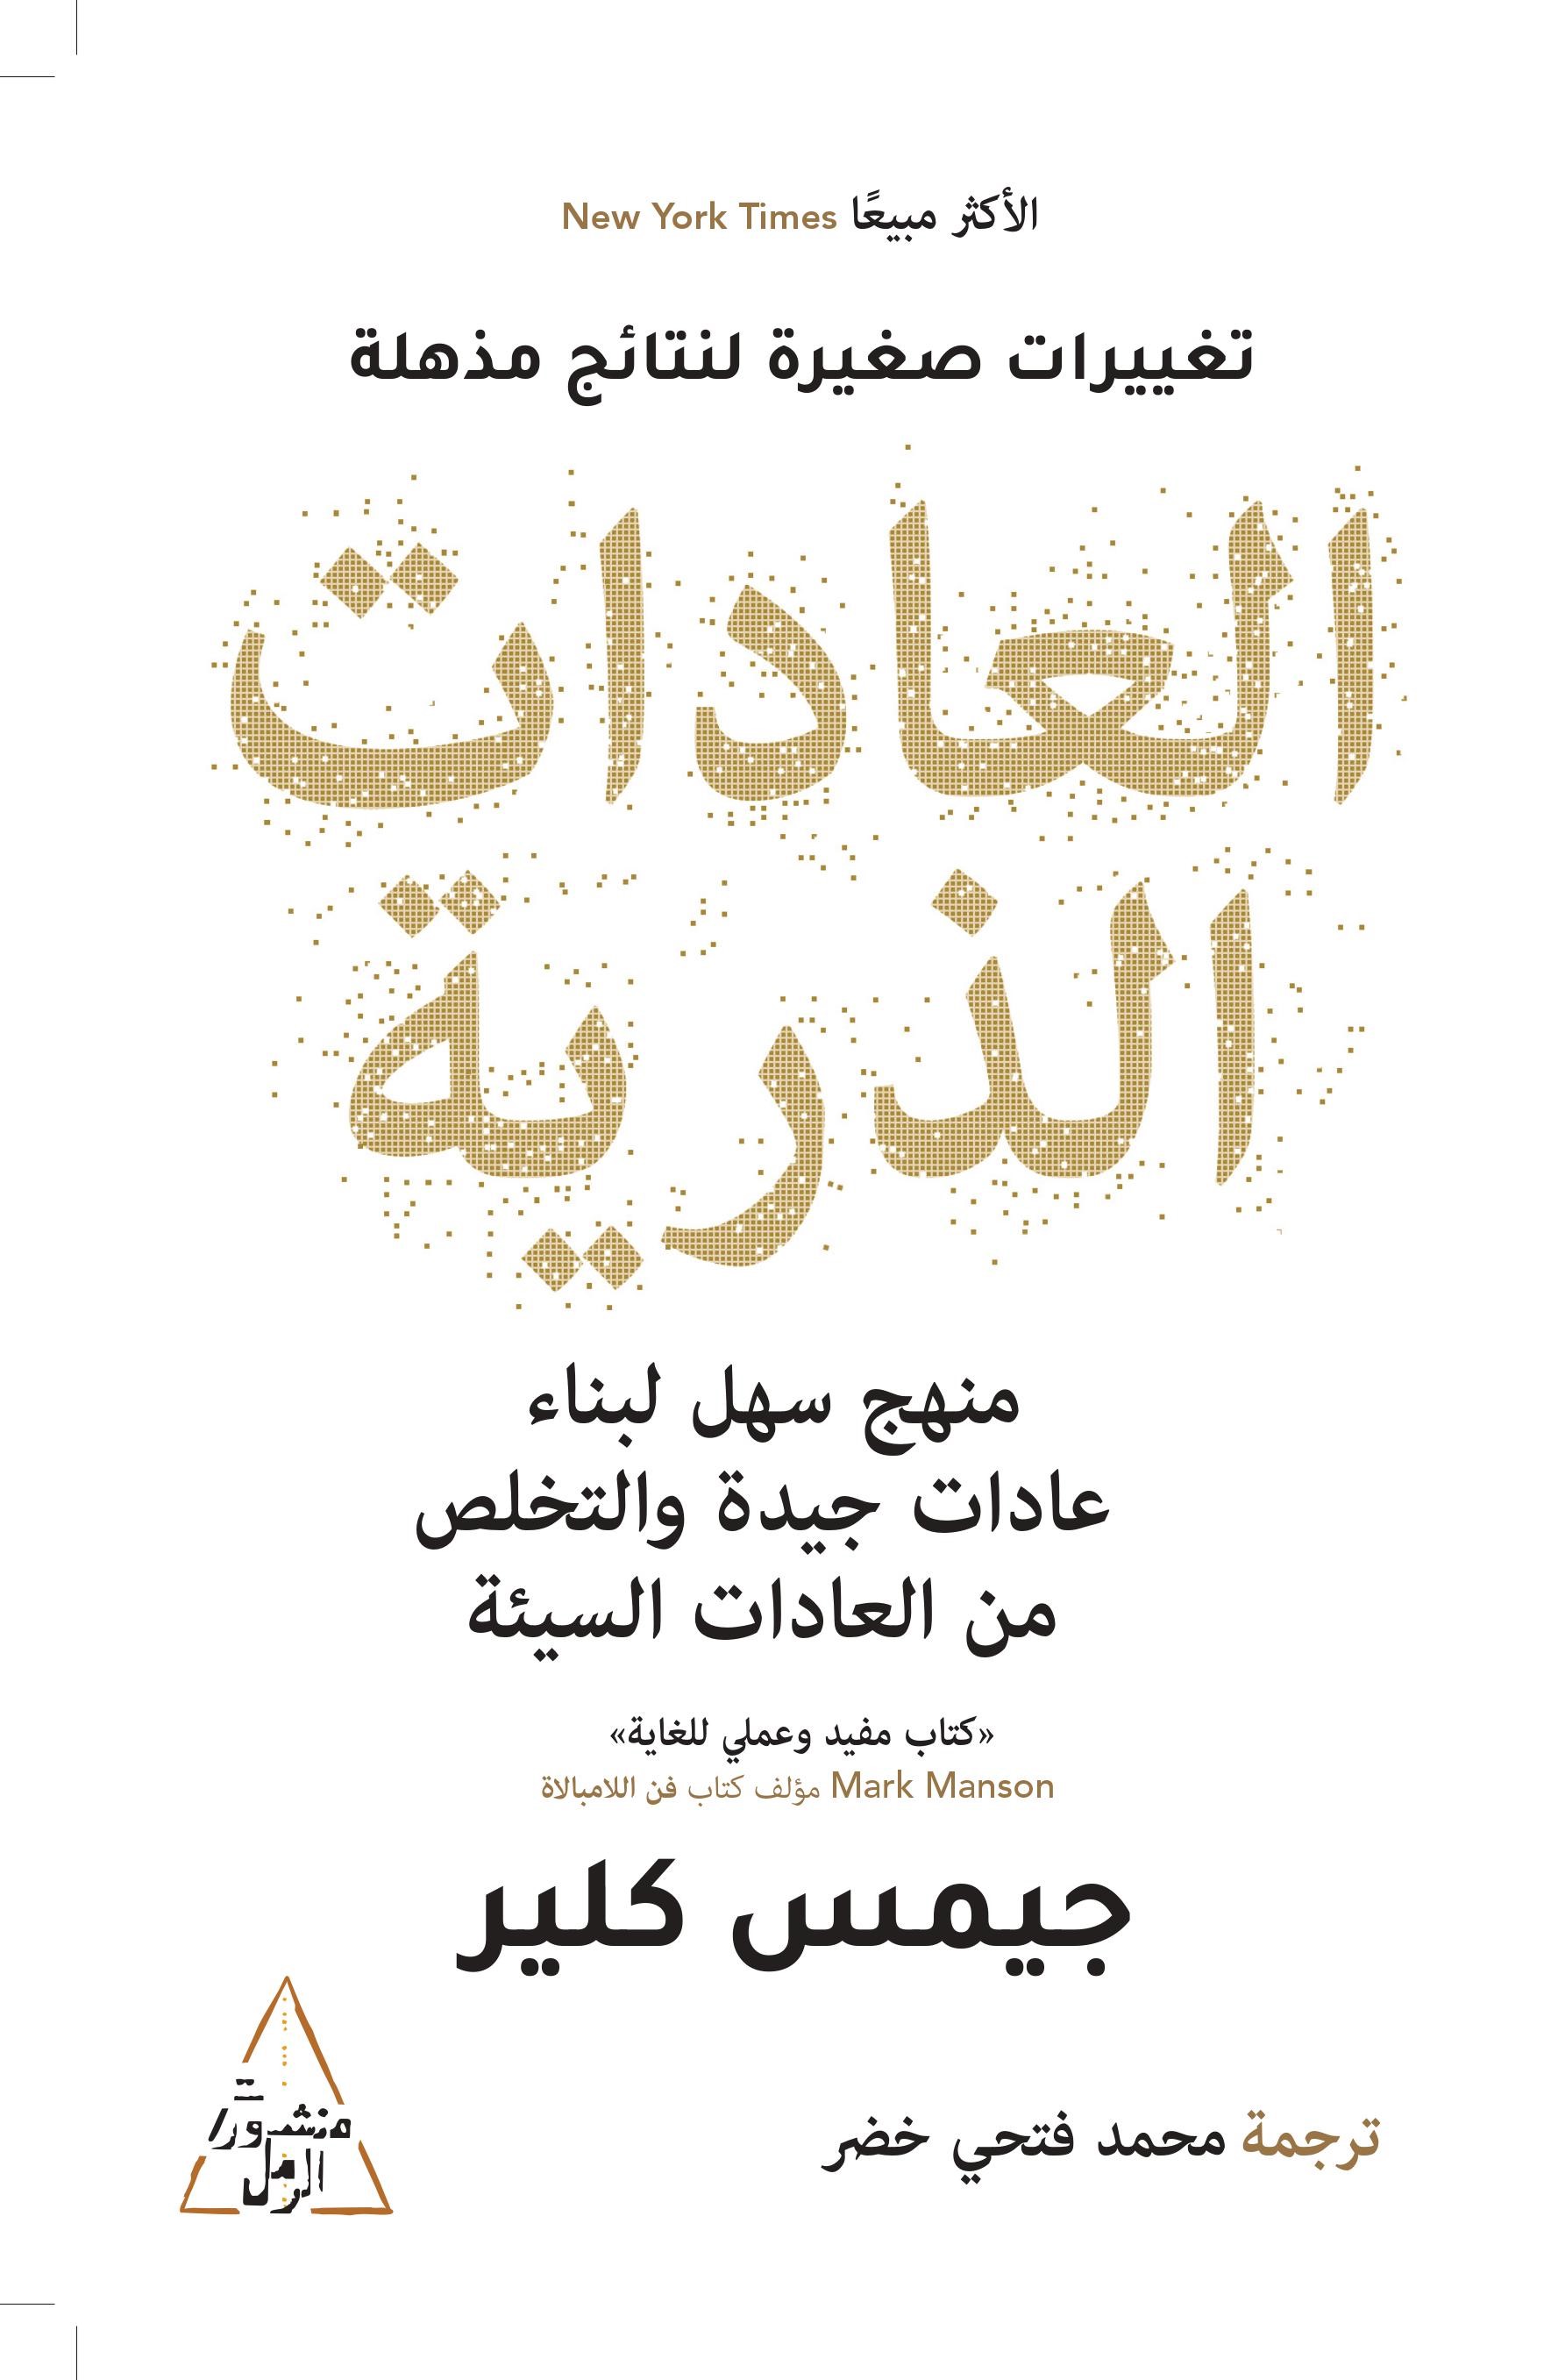 الأكثر مبيعًا New York Times
تغييرات صغيرة لنتائج مذهلة
العادات
الذرية
منهج سهل لبناء
عادات جيدة والتخلص
من العادات السيئة
«كتاب مفيد وعملي للغاية»
Mark Manson مؤلف كتاب فن اللامبالاة
جيمس كلير
ترجمة محمد فتحي خضر
منشورات
الرمل